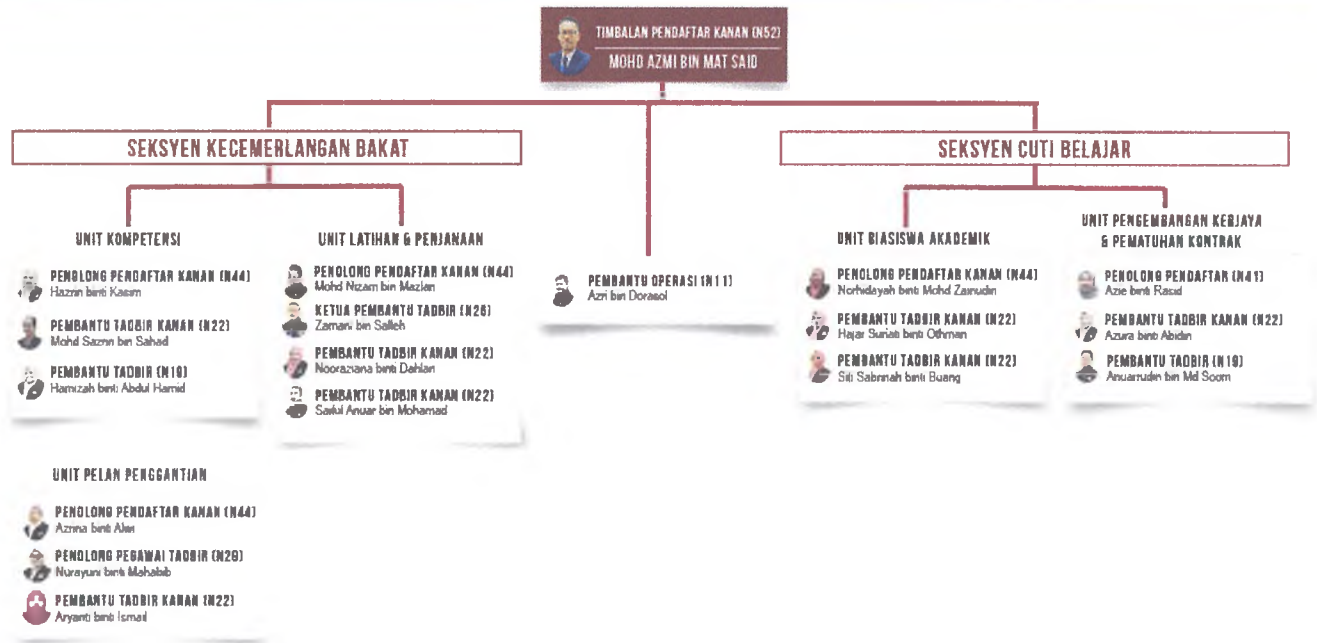 TIMBALAN PENDAFTAR KANAN (N52)
MOHD AZMI BIN MAT SAID
SEKSYEN KECEMERLANGAN BAKAT
UNIT KOMPETENSI
PENOLONG PENDAFTAR KANAN (N44)
Hazrin binti Kasim
PEMBANTU TADBIR KANAN (N22)
Mohd Sazrin bin Sahad
PEMBANTU TADBIR (N19)
Hamizah binti Abdul Hamid
UNIT LATIHAN & PENJANAAN
PENOLONG PENDAFTAR KANAN (N44)
Mohd Nizam bin Mazlan
KETUA PEMBANTU TADBIR (N26)
Zamani bin Salleh
PEMBANTU TADBIR KANAN (N22)
Nooraziana binti Dahlan
PEMBANTU TADBIR KANAN (N22)
Saiful Anuar bin Mohamad
UNIT PELAN PENGGANTIAN
PENOLONG PENDAFTAR KANAN (N44)
Azrina binti
PENOLONG PEGAWAI TADBIR (N29)
Nurayuni binti Mahabib
PEMBANTU TADBIR KANAN (N22)
Aryanti binti Ismail
PEMBANTU OPERASI (N11)
Azri bin Dorasol
SEKSYEN CUTI BELAJAR
UNIT BIASISWA AKADEMIK
PENOLONG PENDAFTAR KANAN (N44)
Norhidayah binti Mohd Zainudin
PEMBANTU TADBIR KANAN (N22)
Hajar Suriati binti Othman
PEMBANTU TADBIR KANAN (N22)
Siti Sabrinah binti Buang
UNIT PENGEMBANGAN KERJAYA
& PEMATUHAN KONTRAK
PENOLONG PENDAFTAR (N41)
Azie binti Rasid
PEMBANTU TADBIR KANAN (N22)
Azura binti Abidin
PEMBANTU TADBIR (N19)
Anuarrudin bin Md Soom